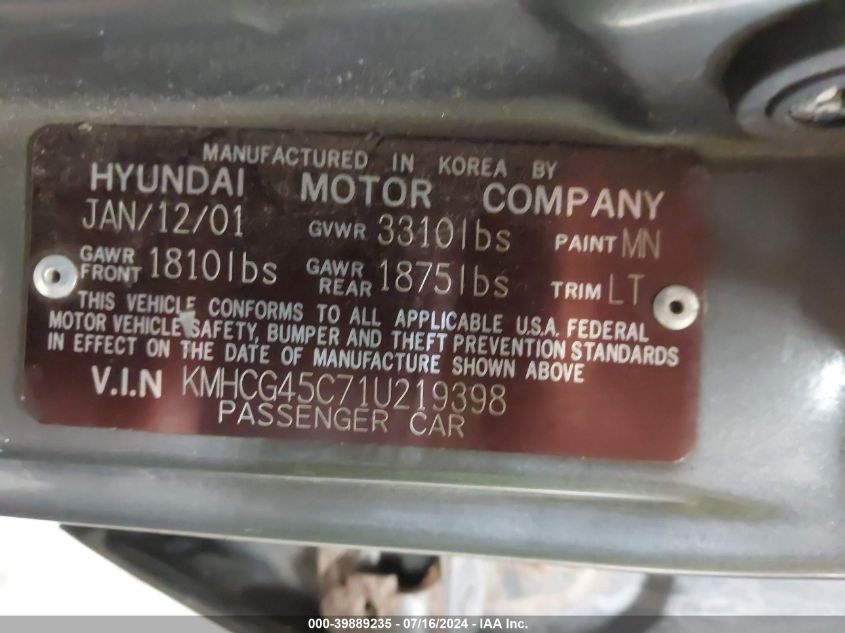 MANUFACTURED IN KOREA BY
HYUNDAI MOTOR COMPANY
JAN/12/01 GVWR 3310lbs PAINT MN
GAWR FRONT 1810lbs GAWR REAR 1875lbs TRIM LT
THIS VEHICLE CONFORMS TO ALL APPLICABLE U.S.A. FEDERAL
MOTOR VEHICLE SAFETY, BUMPER AND THEFT PREVENTION STANDARDS
IN EFFECT ON THE DATE OF MANUFACTURE SHOWN ABOVE
V.I.N KMHCG45C71U219398
PASSENGER CAR
000-39889235 - 07/16/2024 - IAA Inc.